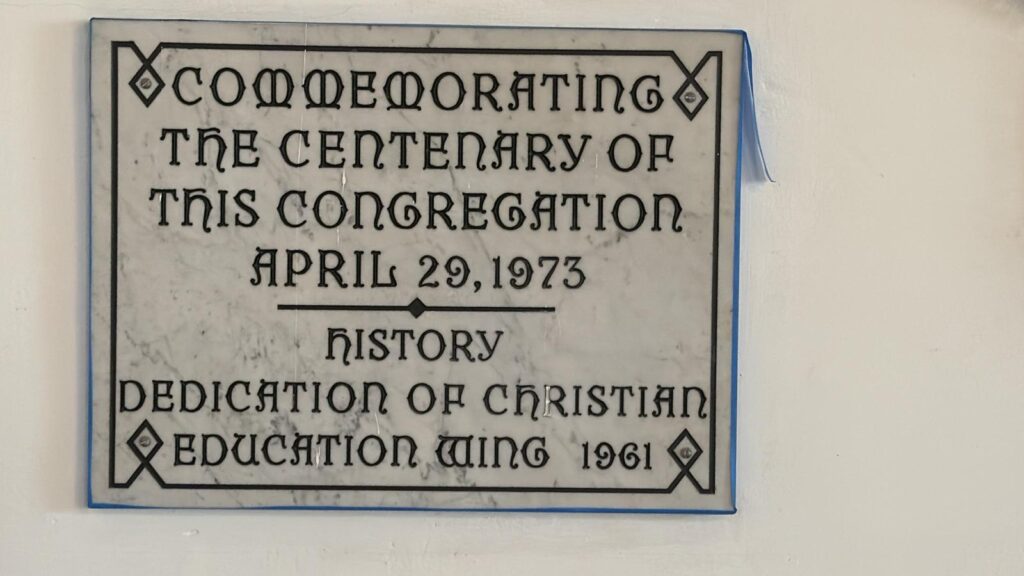 COMMEMORATING
THE CENTENARY OF
THIS CONGREGATION
APRIL 29, 1973
HISTORY
DEDICATION OF CHRISTIAN
EDUCATION WING 1961